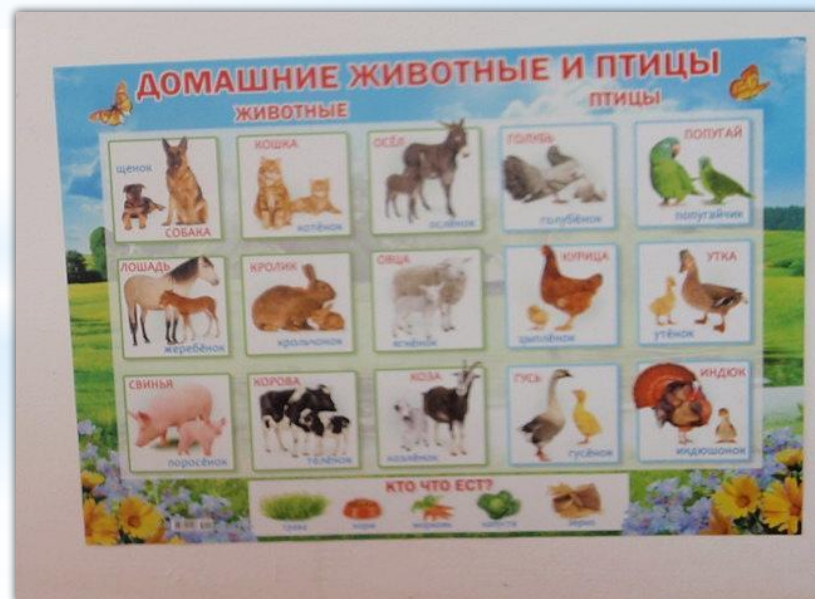 ДОМАШНИЕ ЖИВОТНЫЕ И ПТИЦЫ
ЖИВОТНЫЕ
ПТИЦЫ
щенок
СОБАКА
КОШКА
котёнок
ОСЁЛ
ослёнок
ГОЛУБЬ
голубёнок
ПОПУГАЙ
попугайчик
ЛОШАДЬ
жеребёнок
КРОЛИК
крольчонок
ОВЦА
ягнёнок
КУРИЦА
цыплёнок
УТКА
утёнок
СВИНЬЯ
поросёнок
КОРОВА
телёнок
КОЗА
козлёнок
ГУСЬ
гусёнок
ИНДЮК
индюшонок
КТО ЧТО ЕСТ?
трава
корм
морковь
капуста
зерно